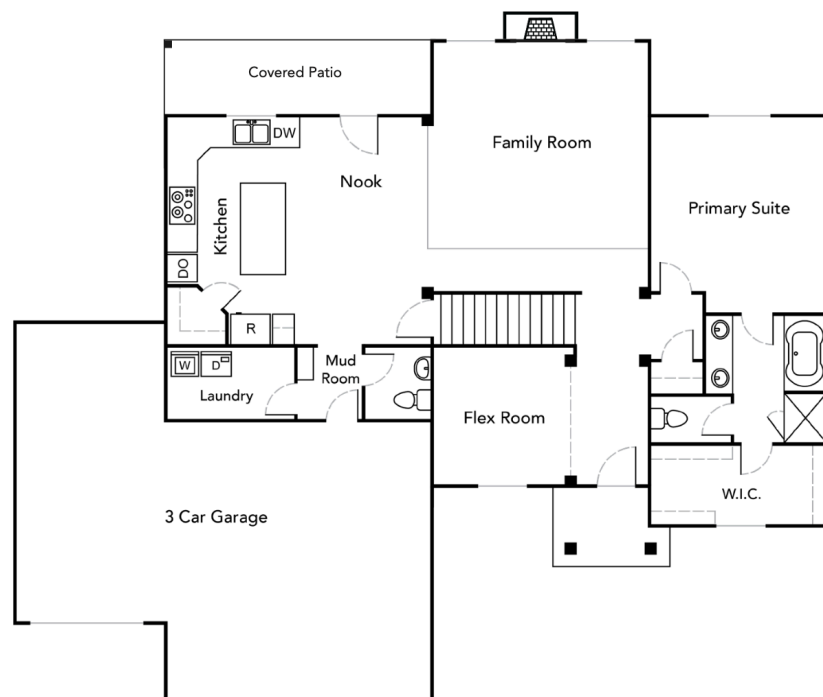 Covered Patio
DW
Family Room
Nook
Primary Suite
Kitchen
DO
R
Mud
Room
W
D
Laundry
Flex Room
W.I.C.
3 Car Garage